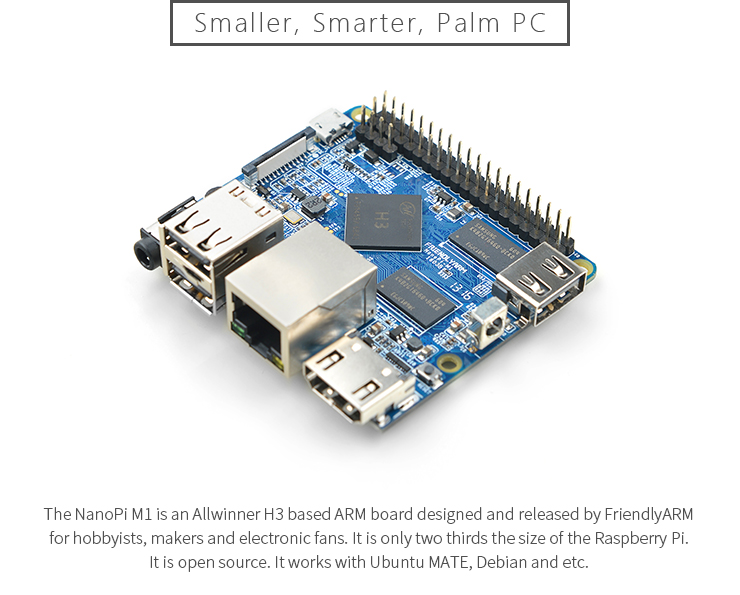 Smaller, Smarter, Palm PC
H3
FRIENDLYARM
SAMSUNG
1316
The NanoPi M1 is an Allwinner H3 based ARM board designed and released by FriendlyARM
for hobbyists, makers and electronic fans. It is only two thirds the size of the Raspberry Pi.
It is open source. It works with Ubuntu MATE, Debian and etc.